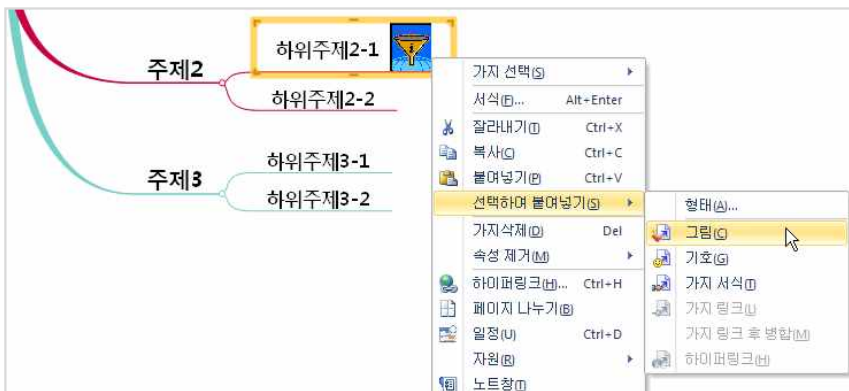 하위주제2-1
주제2
하위주제2-2
하위주제3-1
주제3
하위주제3-2
가지 선택(S)
서식(F)... Alt+Enter
잘라내기(T) Ctrl+X
복사(C) Ctrl+C
붙여넣기(P) Ctrl+V
선택하여 붙여넣기(S)
가지삭제(D) Del
속성 제거(M)
하이퍼링크(H)... Ctrl+H
페이지 나누기(B)
일정(U) Ctrl+D
자원(R)
노트창(T)
형태(A)...
그림(C)
기호(G)
가지 서식(T)
가지 링크(L)
가지 링크 후 병합(M)
하이퍼링크(H)